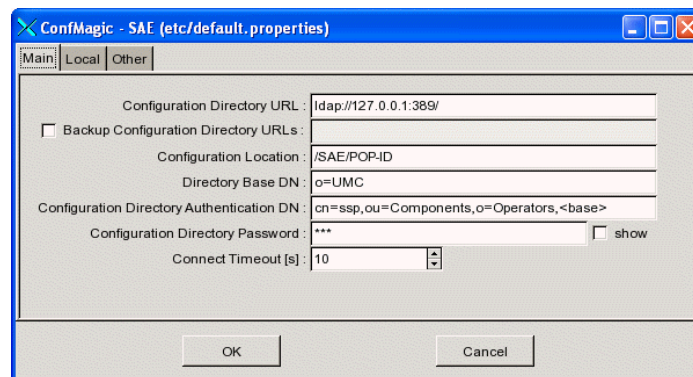 ConfMagic - SAE (etc/default.properties)
Main Local Other
Configuration Directory URL : ldap://127.0.0.1:389/
Backup Configuration Directory URLs :
Configuration Location : /SAE/POP-ID
Directory Base DN : o=UMC
Configuration Directory Authentication DN : cn=ssp,ou=Components,o=Operators,<base>
Configuration Directory Password : *** show
Connect Timeout [s] : 10
OK Cancel